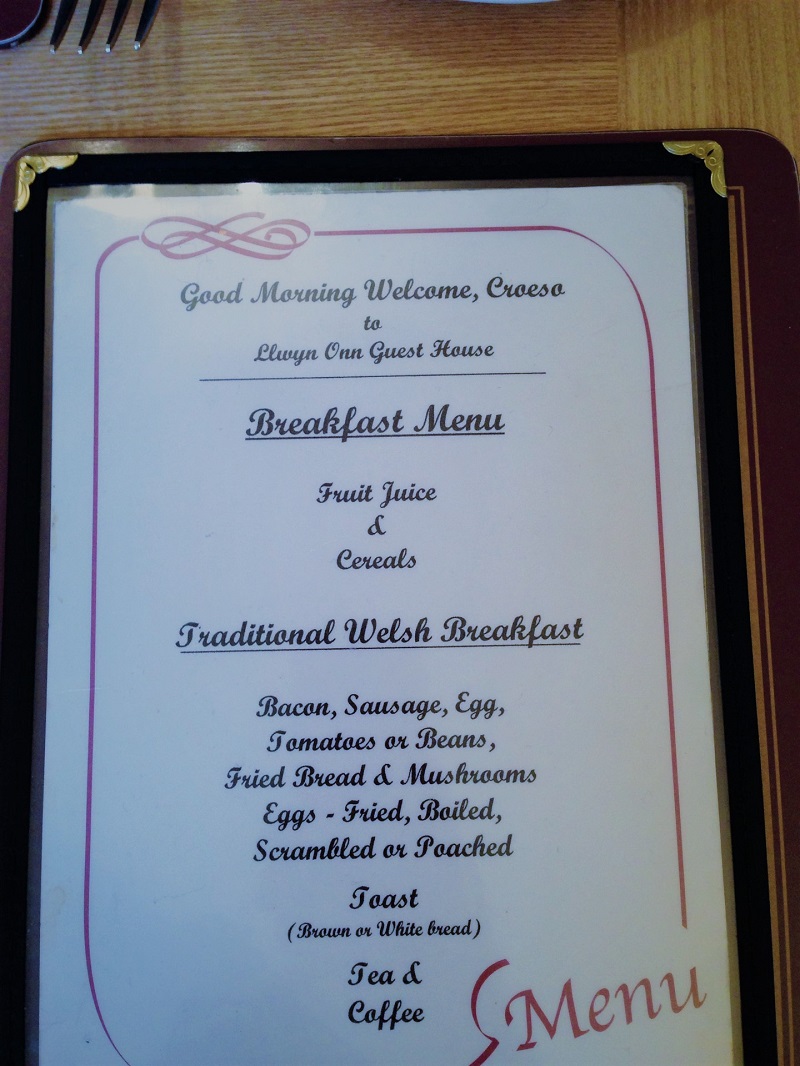 Good Morning Welcome, Croeso
to
Llwyn Onn Guest House
Breakfast Menu
Fruit Juice
&
Cereals
Traditional Welsh Breakfast
Bacon, Sausage, Egg,
Tomatoes or Beans,
Fried Bread & Mushrooms
Eggs - Fried, Boiled,
Scrambled or Poached
Toast
(Brown or White bread)
Tea &
Coffee
Menu